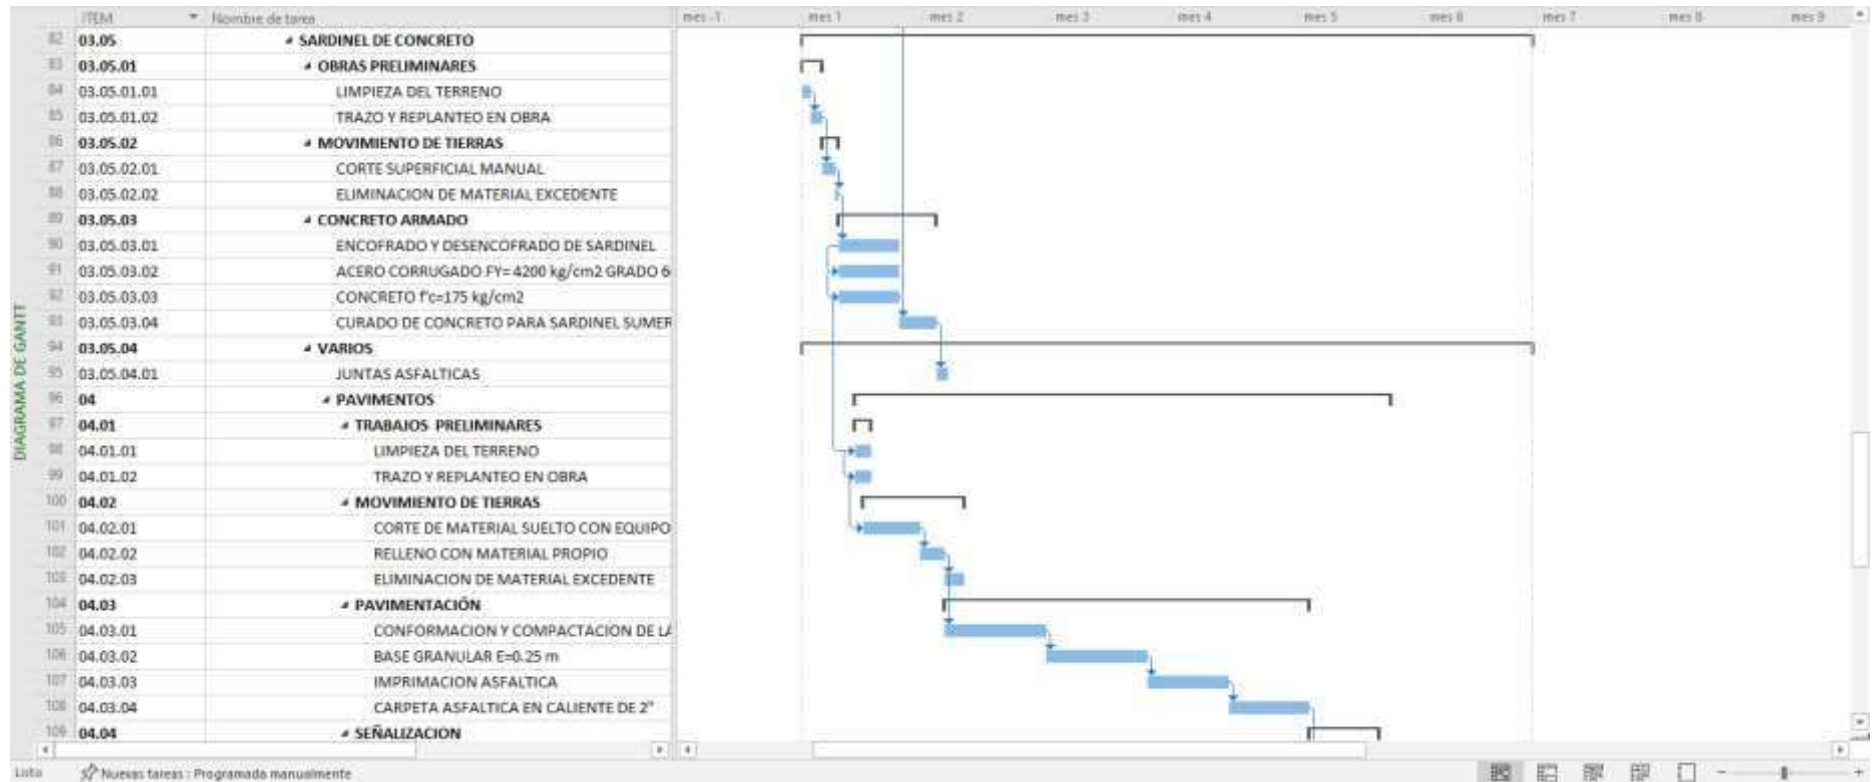 ITEM Nombre de tarea mes -1 mes 1 mes 2 mes 3 mes 4 mes 5 mes 6 mes 7 mes 8 mes 9
82 03.05 SARDINEL DE CONCRETO
83 03.05.01 OBRAS PRELIMINARES
84 03.05.01.01 LIMPIEZA DEL TERRENO
85 03.05.01.02 TRAZO Y REPLANTEO EN OBRA
86 03.05.02 MOVIMIENTO DE TIERRAS
87 03.05.02.01 CORTE SUPERFICIAL MANUAL
88 03.05.02.02 ELIMINACION DE MATERIAL EXCEDENTE
89 03.05.03 CONCRETO ARMADO
90 03.05.03.01 ENCOFRADO Y DESENCOFRADO DE SARDINEL
91 03.05.03.02 ACERO CORRUGADO FY= 4200 kg/cm2 GRADO 6
92 03.05.03.03 CONCRETO f'c=175 kg/cm2
93 03.05.03.04 CURADO DE CONCRETO PARA SARDINEL SUMER
94 03.05.04 VARIOS
95 03.05.04.01 JUNTAS ASFALTICAS
96 04 PAVIMENTOS
97 04.01 TRABAJOS PRELIMINARES
98 04.01.01 LIMPIEZA DEL TERRENO
99 04.01.02 TRAZO Y REPLANTEO EN OBRA
100 04.02 MOVIMIENTO DE TIERRAS
101 04.02.01 CORTE DE MATERIAL SUELTO CON EQUIPO
102 04.02.02 RELLENO CON MATERIAL PROPIO
103 04.02.03 ELIMINACION DE MATERIAL EXCEDENTE
104 04.03 PAVIMENTACIÓN
105 04.03.01 CONFORMACION Y COMPACTACION DE LA
106 04.03.02 BASE GRANULAR E=0.25 m
107 04.03.03 IMPRIMACION ASFALTICA
108 04.03.04 CARPETA ASFALTICA EN CALIENTE DE 2"
109 04.04 SEÑALIZACION
DIAGRAMA DE GANTT
Listo Nuevas tareas : Programada manualmente